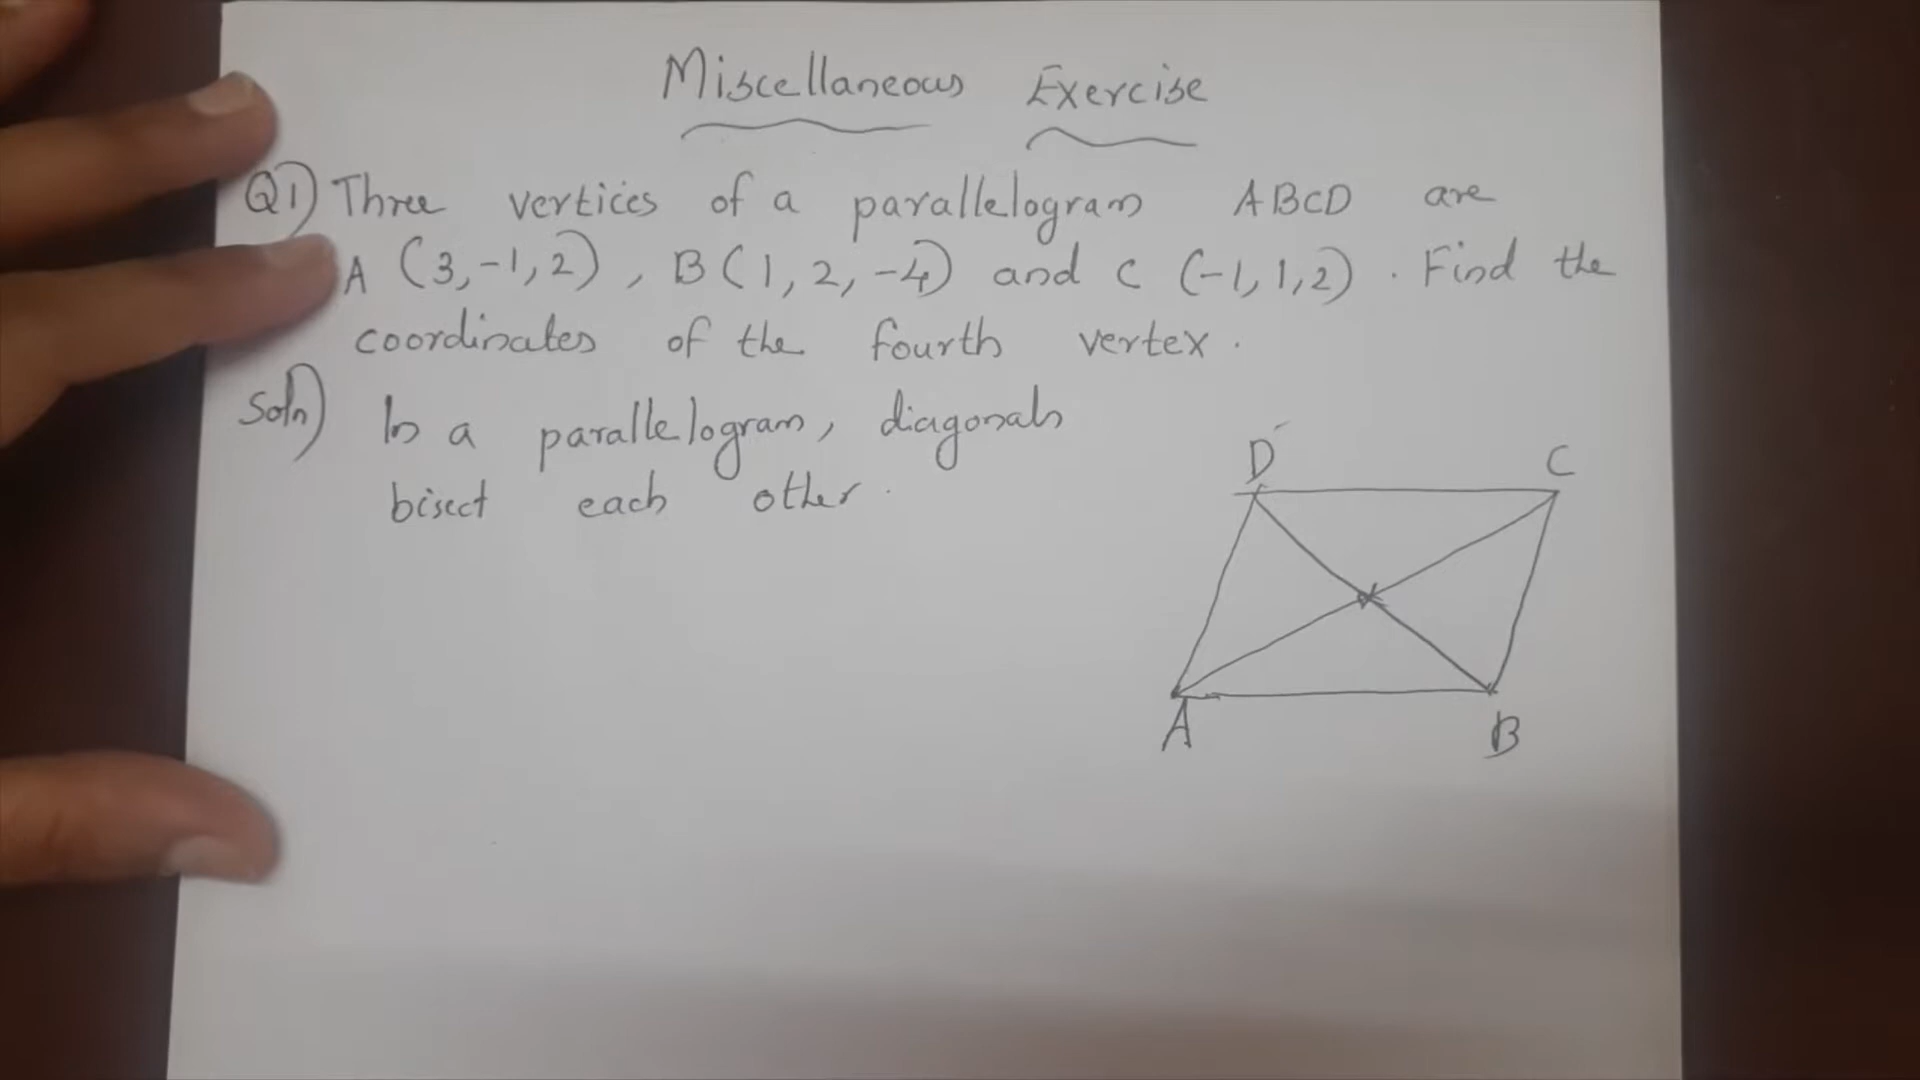 Miscellaneous Exercise
Q1) Three vertices of a parallelogram ABCD are
A (3,-1,2), B(1, 2, -4) and C (-1,1,2). Find the
coordinates of the fourth vertex.
Soln) In a parallelogram, diagonals
bisect each other.
D C
A B